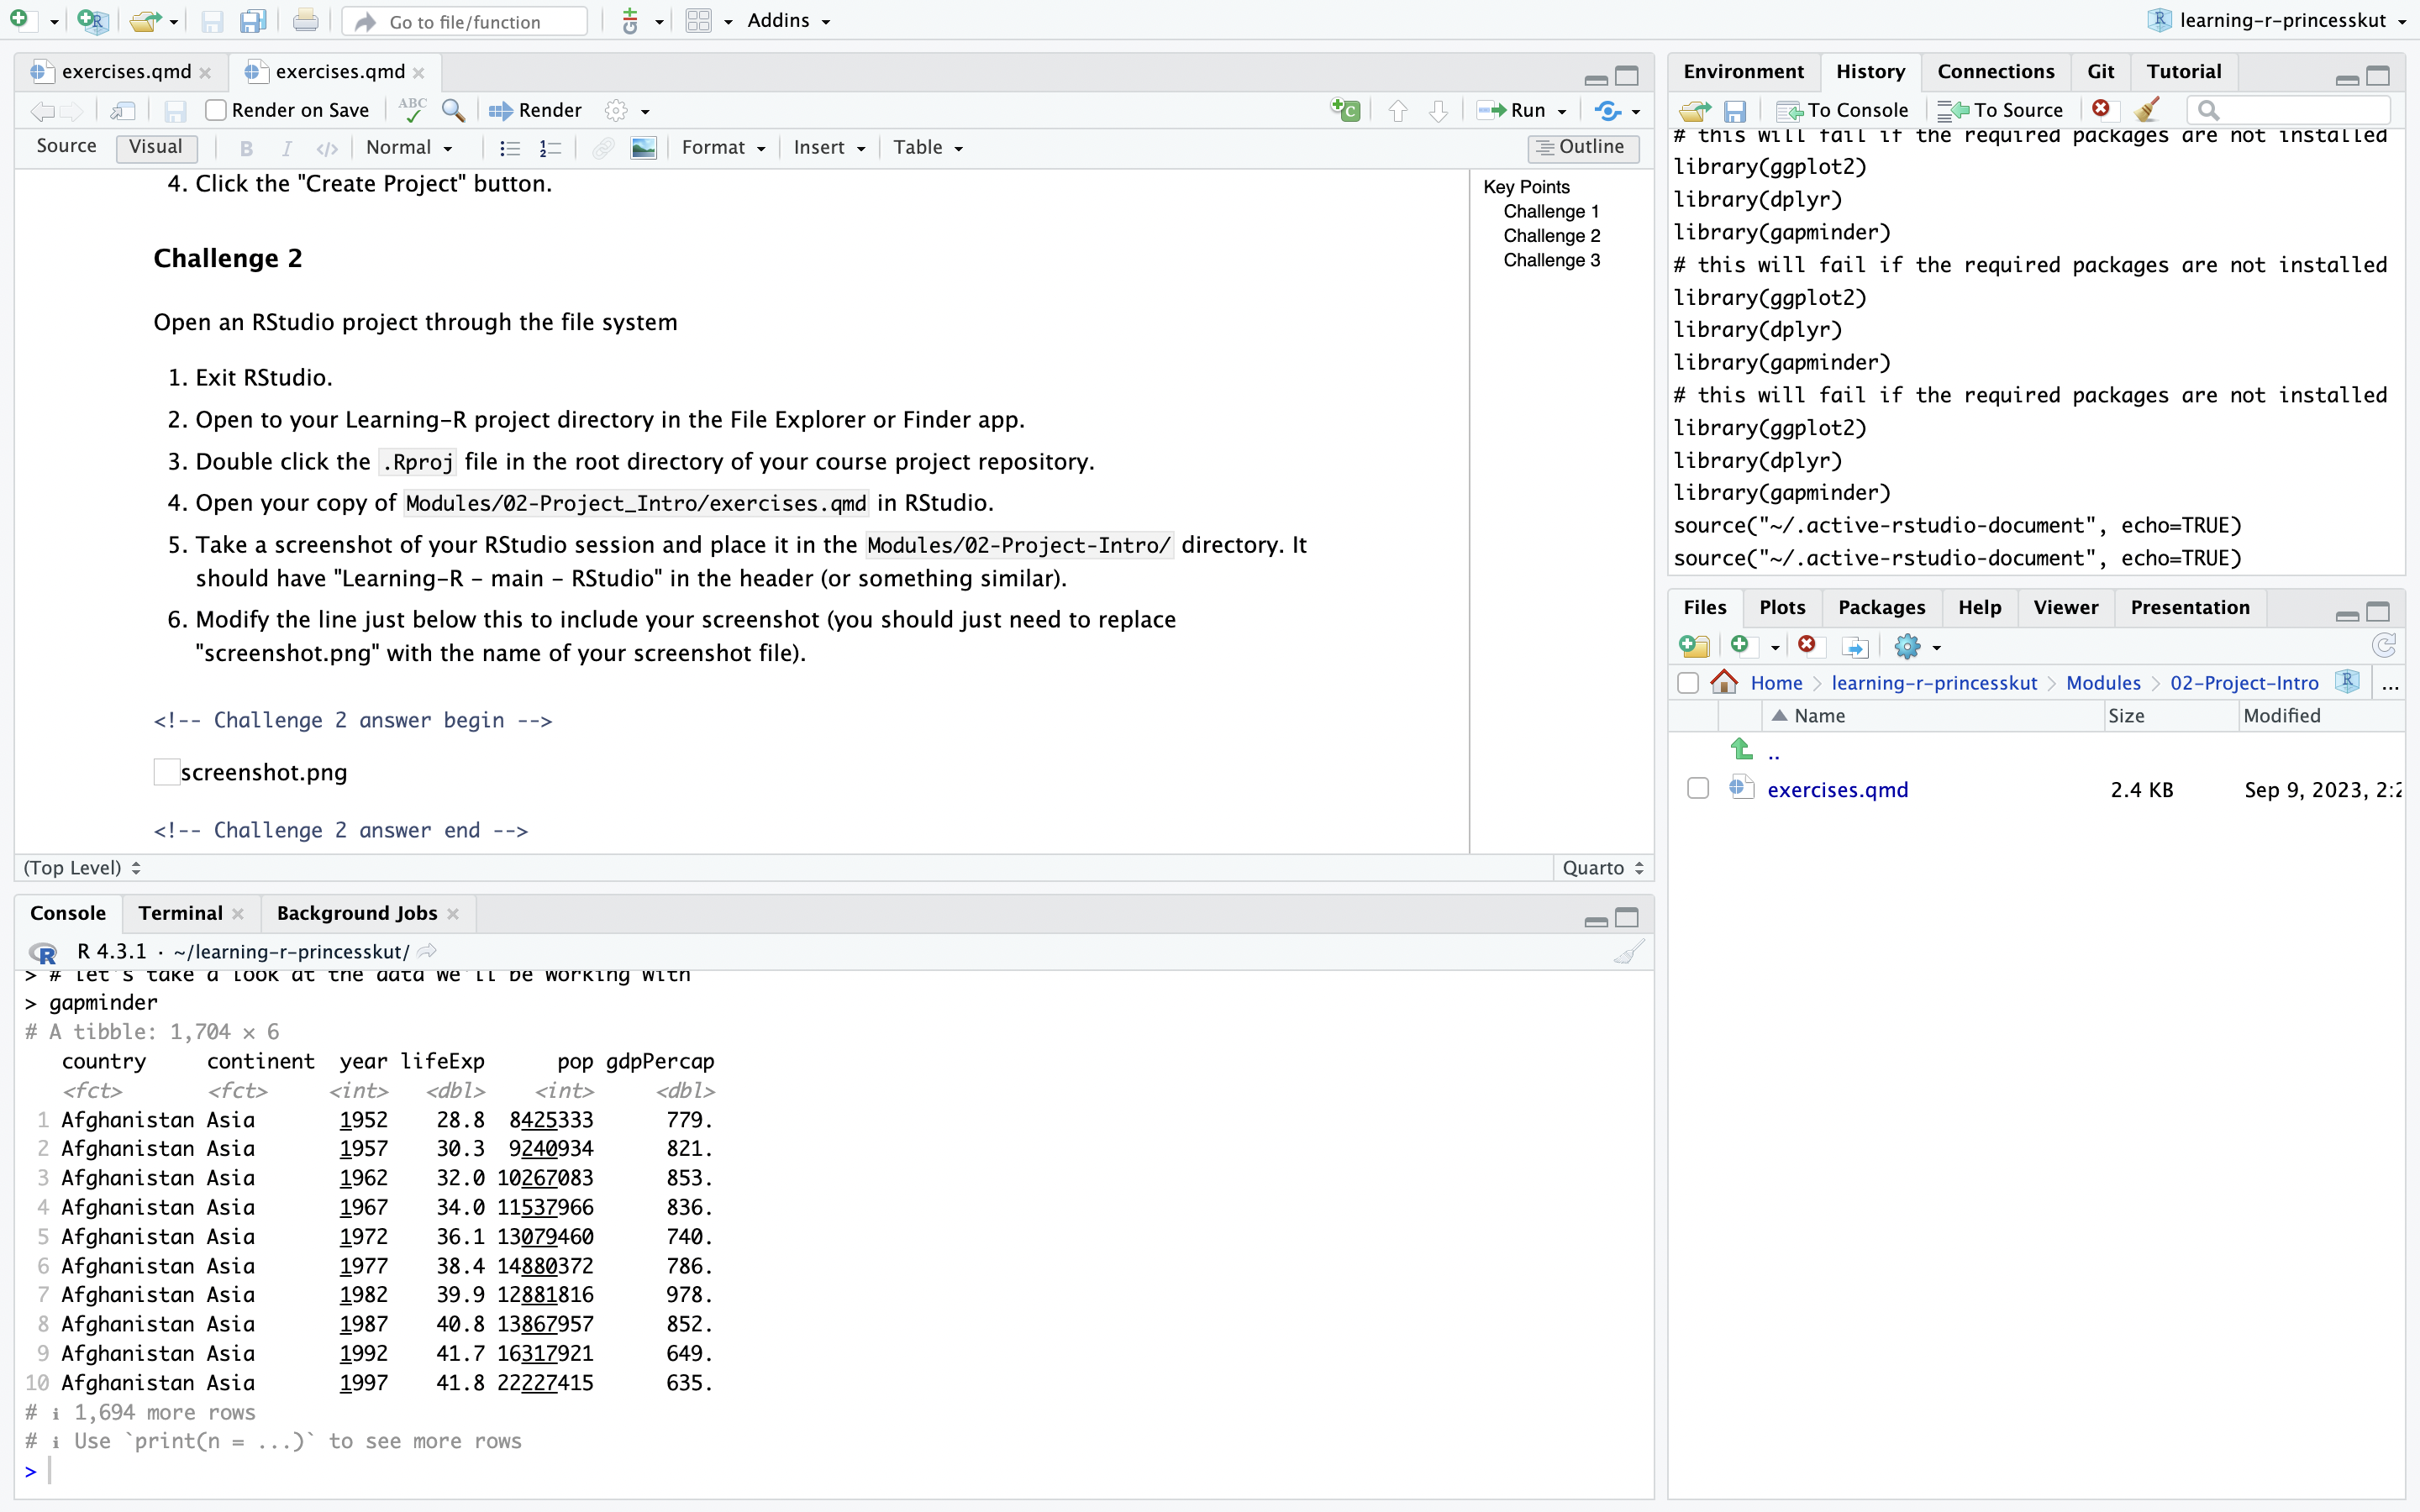 Go to file/function
Addins
learning-r-princesskut
exercises.qmd
exercises.qmd
Render on Save
ABC
Render
Run
Source
Visual
B
I
</>
Normal
Format
Insert
Table
Outline
4. Click the "Create Project" button.
Challenge 2
Open an RStudio project through the file system
1. Exit RStudio.
2. Open to your Learning-R project directory in the File Explorer or Finder app.
3. Double click the .Rproj file in the root directory of your course project repository.
4. Open your copy of Modules/02-Project_Intro/exercises.qmd in RStudio.
5. Take a screenshot of your RStudio session and place it in the Modules/02-Project-Intro/ directory. It
should have "Learning-R – main – RStudio" in the header (or something similar).
6. Modify the line just below this to include your screenshot (you should just need to replace
"screenshot.png" with the name of your screenshot file).
<!-- Challenge 2 answer begin -->
screenshot.png
<!-- Challenge 2 answer end -->
Key Points
Challenge 1
Challenge 2
Challenge 3
(Top Level)
Quarto
Console
Terminal
Background Jobs
R 4.3.1 · ~/learning-r-princesskut/
> # let's take a look at the data we'll be working with
> gapminder
# A tibble: 1,704 × 6
country continent year lifeExp pop gdpPercap
<fct> <fct> <int> <dbl> <int> <dbl>
1 Afghanistan Asia 1952 28.8 8425333 779.
2 Afghanistan Asia 1957 30.3 9240934 821.
3 Afghanistan Asia 1962 32.0 10267083 853.
4 Afghanistan Asia 1967 34.0 11537966 836.
5 Afghanistan Asia 1972 36.1 13079460 740.
6 Afghanistan Asia 1977 38.4 14880372 786.
7 Afghanistan Asia 1982 39.9 12881816 978.
8 Afghanistan Asia 1987 40.8 13867957 852.
9 Afghanistan Asia 1992 41.7 16317921 649.
10 Afghanistan Asia 1997 41.8 22227415 635.
# ℹ 1,694 more rows
# ℹ Use `print(n = ...)` to see more rows
>
Environment
History
Connections
Git
Tutorial
To Console
To Source
# this will fail if the required packages are not installed
library(ggplot2)
library(dplyr)
library(gapminder)
# this will fail if the required packages are not installed
library(ggplot2)
library(dplyr)
library(gapminder)
# this will fail if the required packages are not installed
library(ggplot2)
library(dplyr)
library(gapminder)
source("~/.active-rstudio-document", echo=TRUE)
source("~/.active-rstudio-document", echo=TRUE)
Files
Plots
Packages
Help
Viewer
Presentation
Home > learning-r-princesskut > Modules > 02-Project-Intro
...
Name
Size
Modified
..
exercises.qmd
2.4 KB
Sep 9, 2023, 2:2